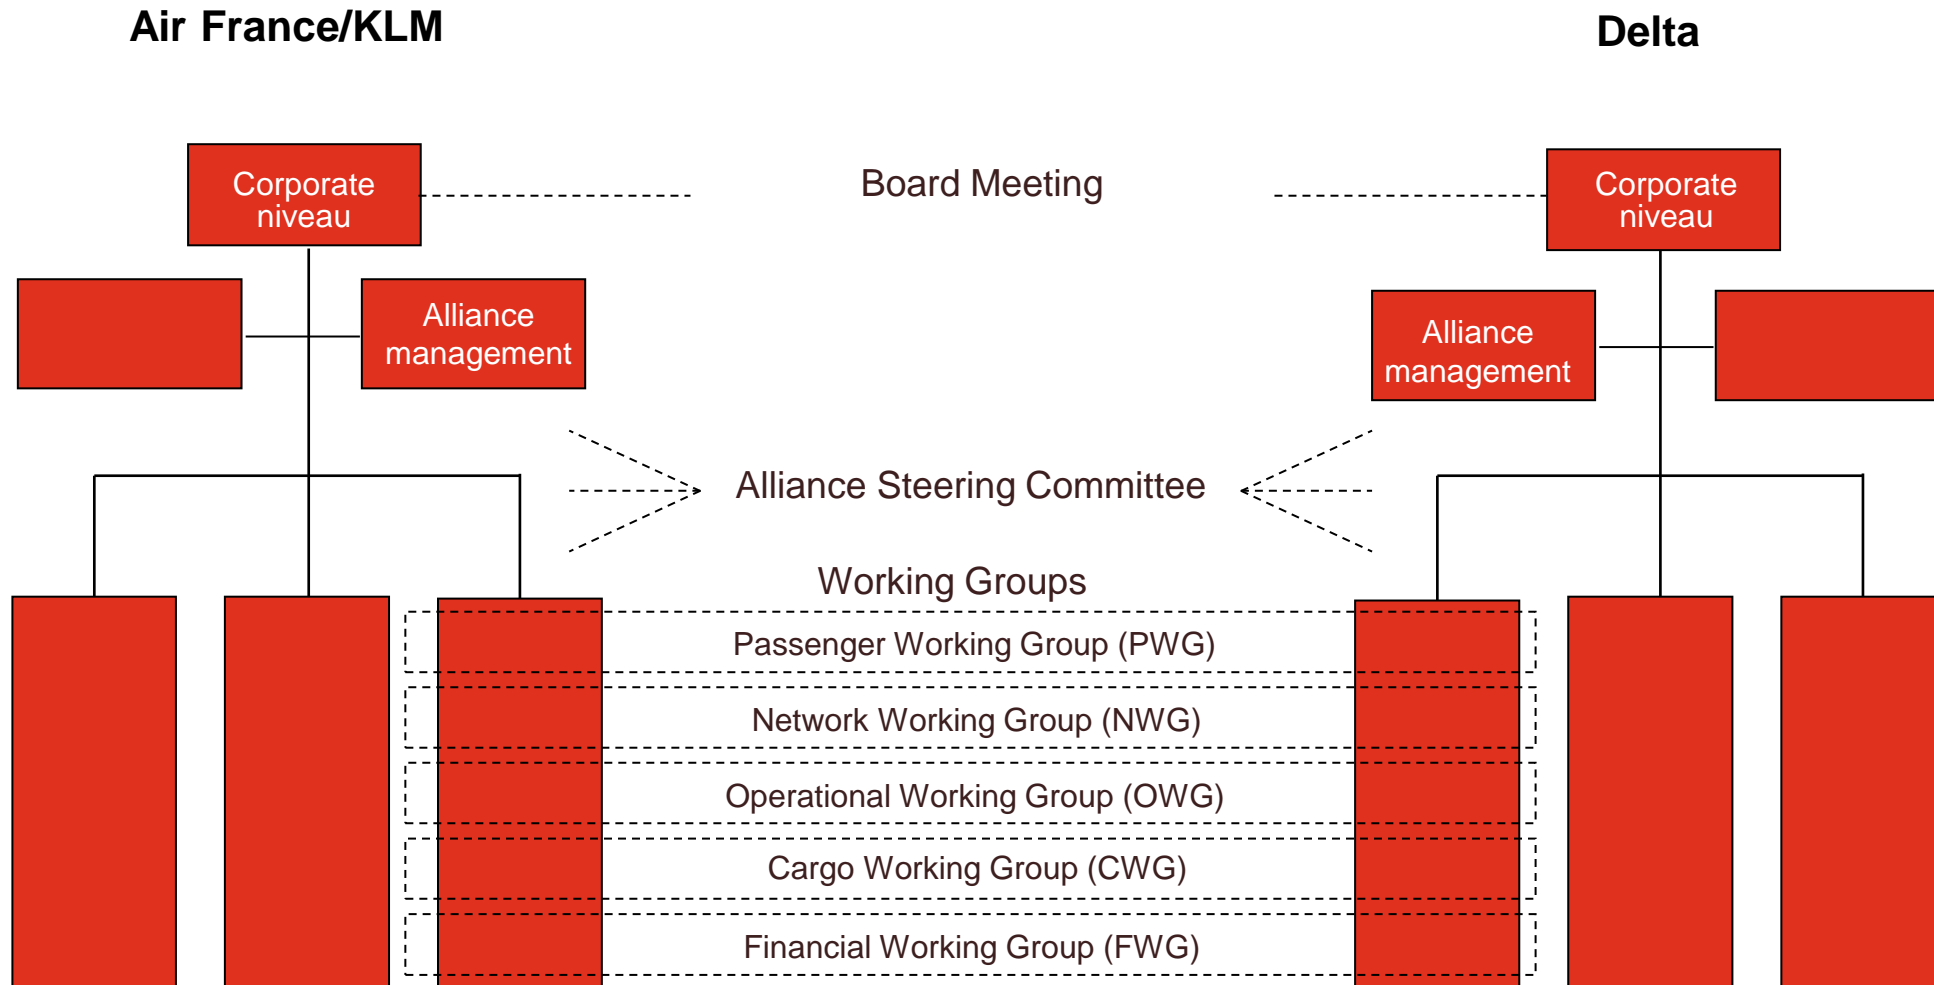 Air France/KLM
Delta
Corporate
niveau
Board Meeting
Corporate
niveau
Alliance
management
Alliance
management
Alliance Steering Committee
Working Groups
Passenger Working Group (PWG)
Network Working Group (NWG)
Operational Working Group (OWG)
Cargo Working Group (CWG)
Financial Working Group (FWG)